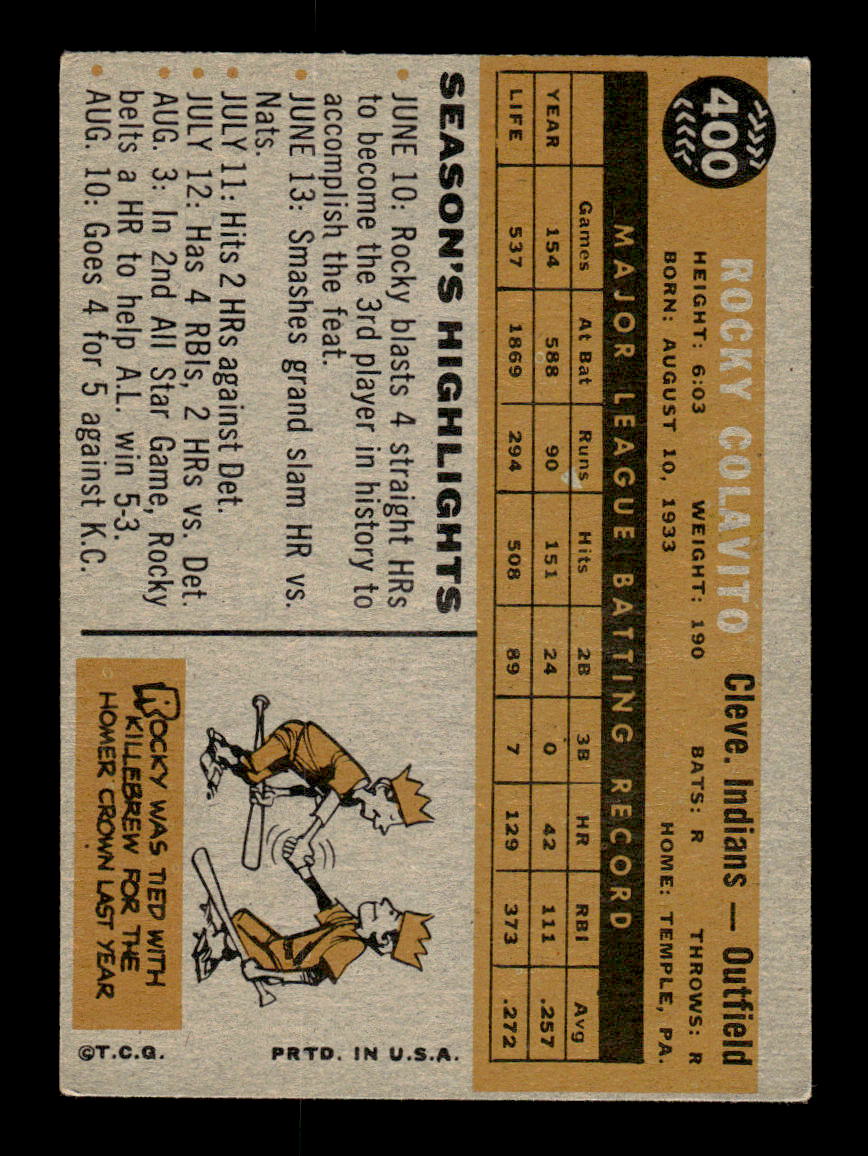 400
ROCKY COLAVITO Cleve. Indians — Outfield
HEIGHT: 6:03 WEIGHT: 190 BATS: R THROWS: R
BORN: AUGUST 10, 1933 HOME: TEMPLE, PA.
MAJOR LEAGUE BATTING RECORD
Games At Bat Runs Hits 2B 3B HR RBI Avg
YEAR 154 588 90 151 24 0 42 111 .257
LIFE 537 1869 294 508 89 7 129 373 .272
SEASON'S HIGHLIGHTS
• JUNE 10: Rocky blasts 4 straight HRs
to become the 3rd player in history to
accomplish the feat.
• JUNE 13: Smashes grand slam HR vs.
Nats.
• JULY 11: Hits 2 HRs against Det.
• JULY 12: Has 4 RBIs, 2 HRs vs. Det.
• AUG. 3: In 2nd All Star Game, Rocky
belts a HR to help A.L. win 5-3.
• AUG. 10: Goes 4 for 5 against K.C.
ROCKY WAS TIED WITH
KILLEBREW FOR THE
HOMER CROWN LAST YEAR
©T.C.G. PRTD. IN U.S.A.